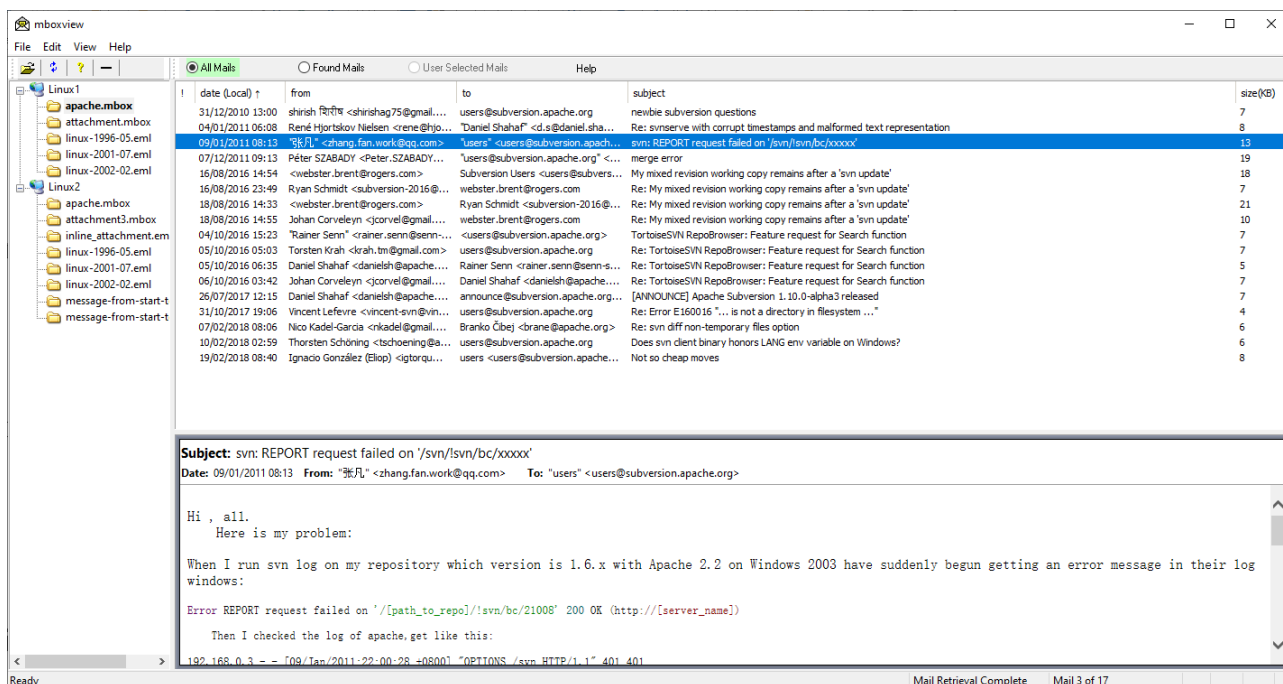 mboxview
File Edit View Help
All Mails Found Mails User Selected Mails Help
Linux1
apache.mbox
attachment.mbox
linux-1996-05.eml
linux-2001-07.eml
linux-2002-02.eml
Linux2
apache.mbox
attachment3.mbox
inline_attachment.em
linux-1996-05.eml
linux-2001-07.eml
linux-2002-02.eml
message-from-start-t
message-from-start-t
! date (Local) ↑ from to subject size(KB)
31/12/2010 13:00 shirish शिरीष <shirishag75@gmail.... users@subversion.apache.org newbie subversion questions 7
04/01/2011 06:08 René Hjortskov Nielsen <rene@hjo... "Daniel Shahaf" <d.s@daniel.sha... Re: svnserve with corrupt timestamps and malformed text representation 8
09/01/2011 08:13 "张凡" <zhang.fan.work@qq.com> "users" <users@subversion.apach... svn: REPORT request failed on '/svn/!svn/bc/xxxxx' 13
07/12/2011 09:13 Péter SZABADY <Peter.SZABADY... "users@subversion.apache.org" <... merge error 19
16/08/2016 14:54 <webster.brent@rogers.com> Subversion Users <users@subvers... My mixed revision working copy remains after a 'svn update' 18
16/08/2016 23:49 Ryan Schmidt <subversion-2016@... webster.brent@rogers.com Re: My mixed revision working copy remains after a 'svn update' 7
18/08/2016 14:33 <webster.brent@rogers.com> Ryan Schmidt <subversion-2016@... Re: My mixed revision working copy remains after a 'svn update' 21
18/08/2016 14:55 Johan Corveleyn <jcorvel@gmail.... webster.brent@rogers.com Re: My mixed revision working copy remains after a 'svn update' 10
04/10/2016 15:23 "Rainer Senn" <rainer.senn@senn-... <users@subversion.apache.org> TortoiseSVN RepoBrowser: Feature request for Search function 7
05/10/2016 05:03 Torsten Krah <krah.tm@gmail.com> users@subversion.apache.org Re: TortoiseSVN RepoBrowser: Feature request for Search function 7
05/10/2016 06:35 Daniel Shahaf <danielsh@apache.... Rainer Senn <rainer.senn@senn-s... Re: TortoiseSVN RepoBrowser: Feature request for Search function 5
06/10/2016 03:42 Johan Corveleyn <jcorvel@gmail.... Daniel Shahaf <danielsh@apache.... Re: TortoiseSVN RepoBrowser: Feature request for Search function 7
26/07/2017 12:15 Daniel Shahaf <danielsh@apache.... announce@subversion.apache.org... [ANNOUNCE] Apache Subversion 1.10.0-alpha3 released 7
31/10/2017 19:06 Vincent Lefevre <vincent-svn@vin... users@subversion.apache.org Re: Error E160016 "... is not a directory in filesystem ..." 4
07/02/2018 08:06 Nico Kadel-Garcia <nkadel@gmail.... Branko Čibej <brane@apache.org> Re: svn diff non-temporary files option 6
10/02/2018 02:59 Thorsten Schöning <tschoening@a... users@subversion.apache.org Does svn client binary honors LANG env variable on Windows? 6
19/02/2018 08:40 Ignacio González (Eliop) <igtorqu... users <users@subversion.apache... Not so cheap moves 8
Subject: svn: REPORT request failed on '/svn/!svn/bc/xxxxx'
Date: 09/01/2011 08:13 From: "张凡" <zhang.fan.work@qq.com> To: "users" <users@subversion.apache.org>
Hi , all.
Here is my problem:
When I run svn log on my repository which version is 1.6.x with Apache 2.2 on Windows 2003 have suddenly begun getting an error message in their log
windows:
Error REPORT request failed on '/[path_to_repo]/!svn/bc/21008' 200 OK (http://[server_name])
Then I checked the log of apache,get like this:
192.168.0.3 - - [09/Jan/2011:22:00:28 +0800] "OPTIONS /svn HTTP/1.1" 401 401
Ready Mail Retrieval Complete Mail 3 of 17